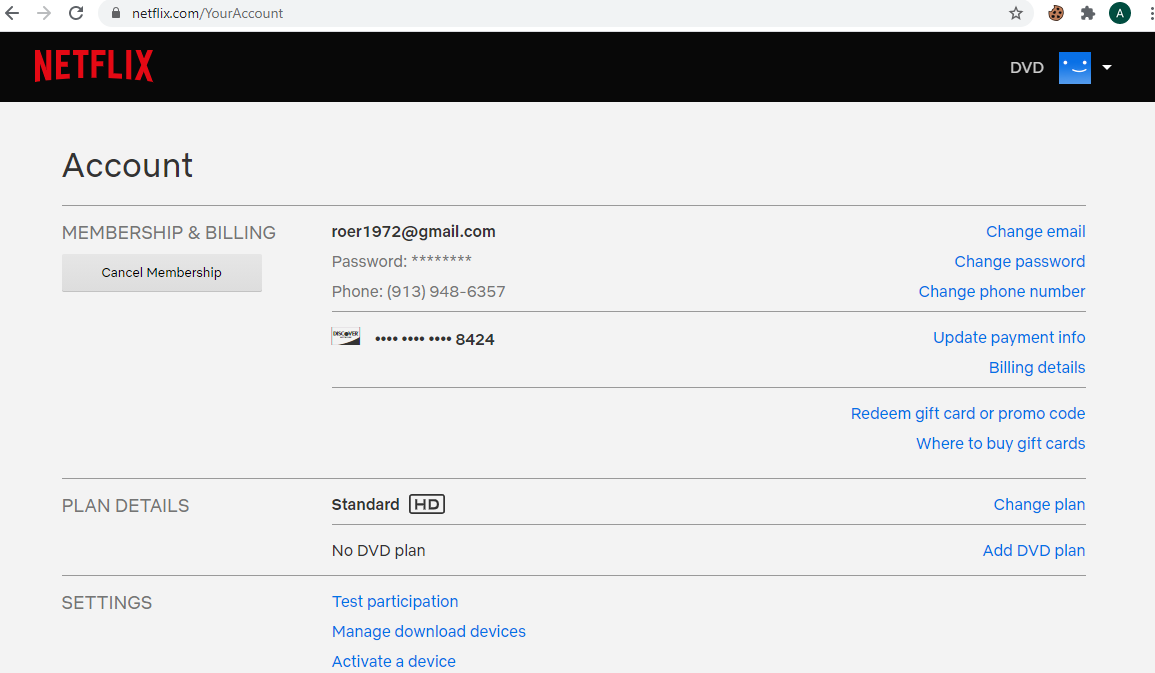 netflix.com/YourAccount
A
NETFLIX
DVD
Account
MEMBERSHIP & BILLING
Cancel Membership
roer1972@gmail.com
Change email
Password: ********
Change password
Phone: (913) 948-6357
Change phone number
DISCOVER
•••• •••• •••• 8424
Update payment info
Billing details
Redeem gift card or promo code
Where to buy gift cards
PLAN DETAILS
Standard HD
Change plan
No DVD plan
Add DVD plan
SETTINGS
Test participation
Manage download devices
Activate a device